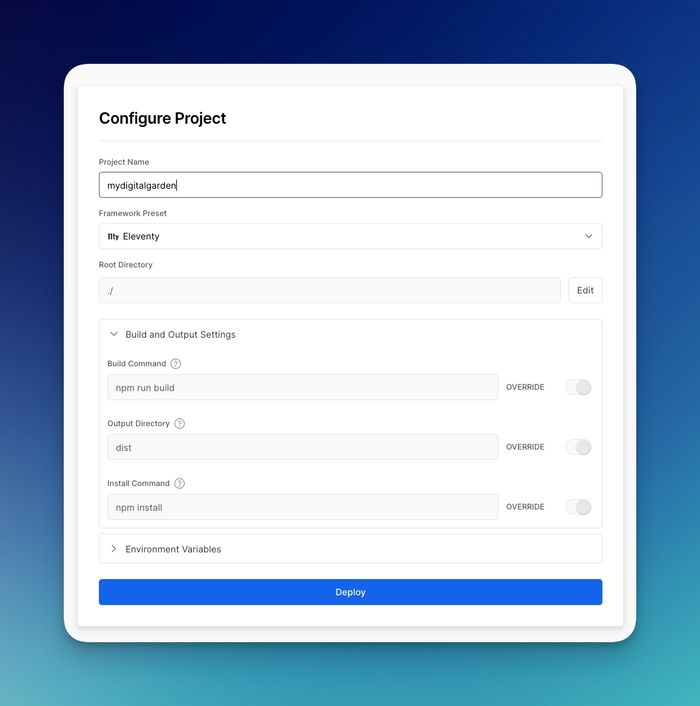 Configure Project
Project Name
mydigitalgarden
Framework Preset
11ty Eleventy
Root Directory
./
Edit
Build and Output Settings
Build Command ?
npm run build
OVERRIDE
Output Directory ?
dist
OVERRIDE
Install Command ?
npm install
OVERRIDE
Environment Variables
Deploy